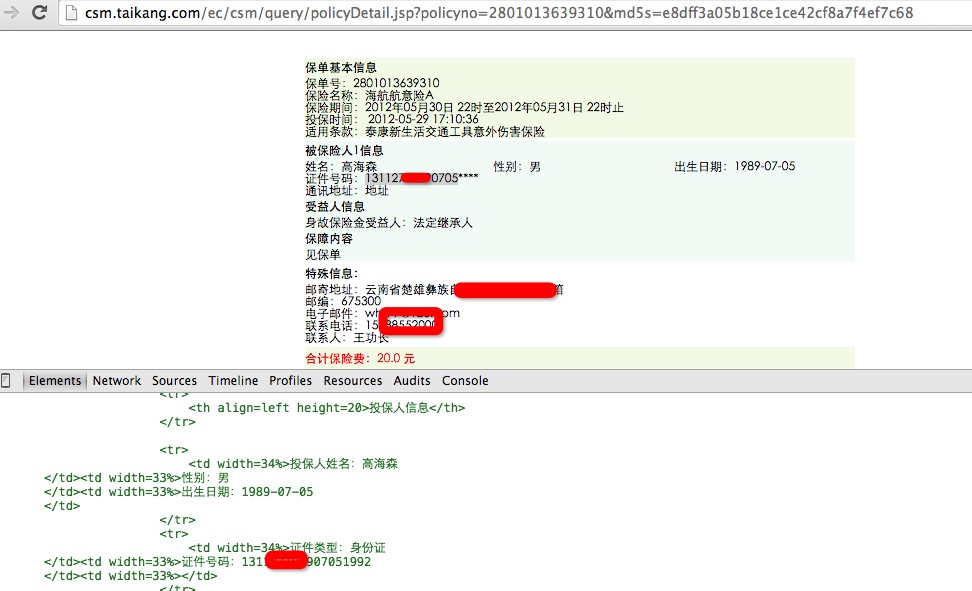 csm.taikang.com/ec/csm/query/policyDetail.jsp?policyno=2801013639310&md5s=e8dff3a05b18ce1ce42cf8a7f4ef7c68
保单基本信息
保单号：2801013639310
保险名称：海航航意险A
保险期间：2012年05月30日 22时至2012年05月31日 22时止
投保时间： 2012-05-29 17:10:36
适用条款：泰康新生活交通工具意外伤害保险
被保险人1信息
姓名：高海森 性别：男 出生日期：1989-07-05
证件号码：13112 0705****
通讯地址：地址
受益人信息
身故保险金受益人：法定继承人
保障内容
见保单
特殊信息：
邮寄地址：云南省楚雄彝族
邮编：675300
电子邮件：
联系电话：15
联系人：王功长
合计保险费：20.0 元
Elements Network Sources Timeline Profiles Resources Audits Console
<tr>
<th align=left height=20>投保人信息</th>
</tr>
<tr>
<td width=34%>投保人姓名：高海森
</td><td width=33%>性别：男
</td><td width=33%>出生日期：1989-07-05
</td>
</tr>
<tr>
<td width=34%>证件类型：身份证
</td><td width=33%>证件号码：131 907051992
</td><td width=33%></td>
</tr>